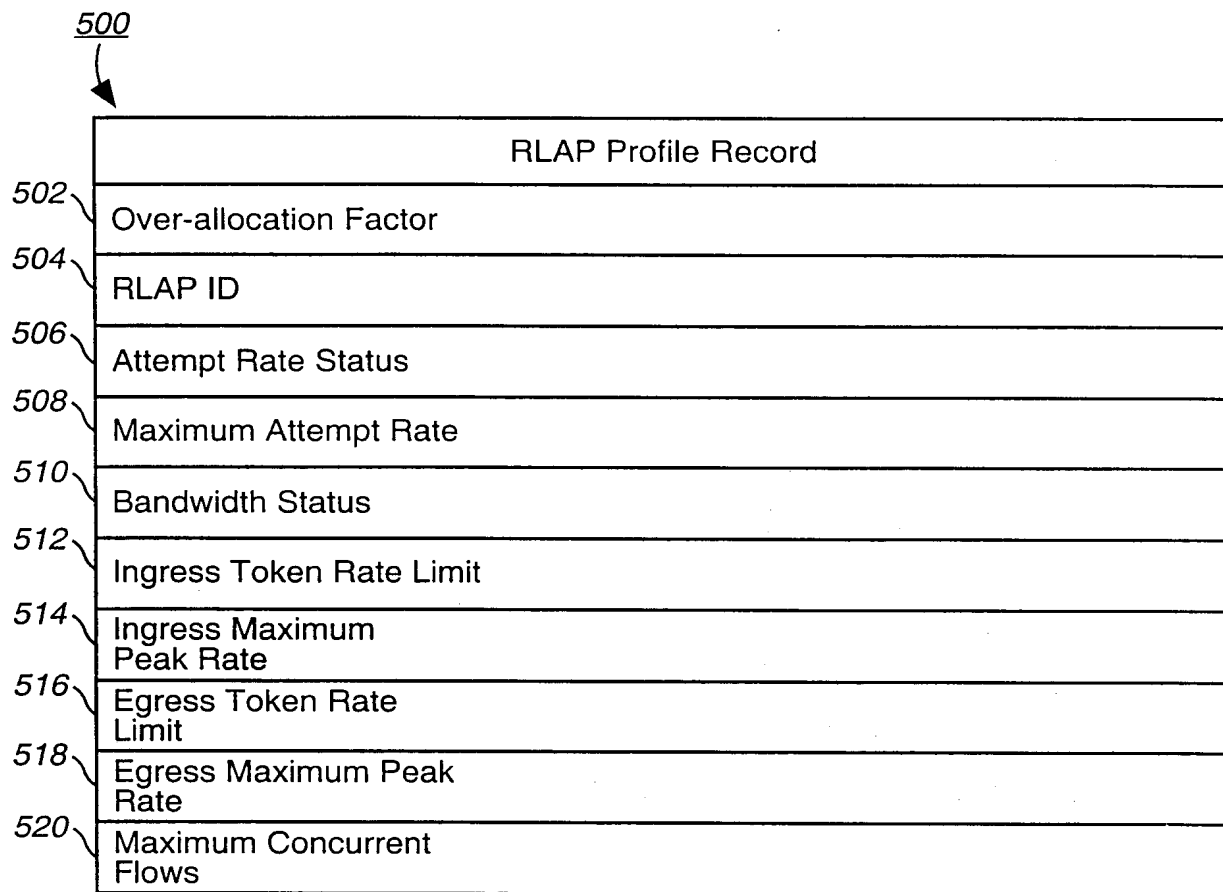 500
RLAP Profile Record
502
Over-allocation Factor
504
RLAP ID
506
Attempt Rate Status
508
Maximum Attempt Rate
510
Bandwidth Status
512
Ingress Token Rate Limit
514
Ingress Maximum
Peak Rate
516
Egress Token Rate
Limit
518
Egress Maximum Peak
Rate
520
Maximum Concurrent
Flows